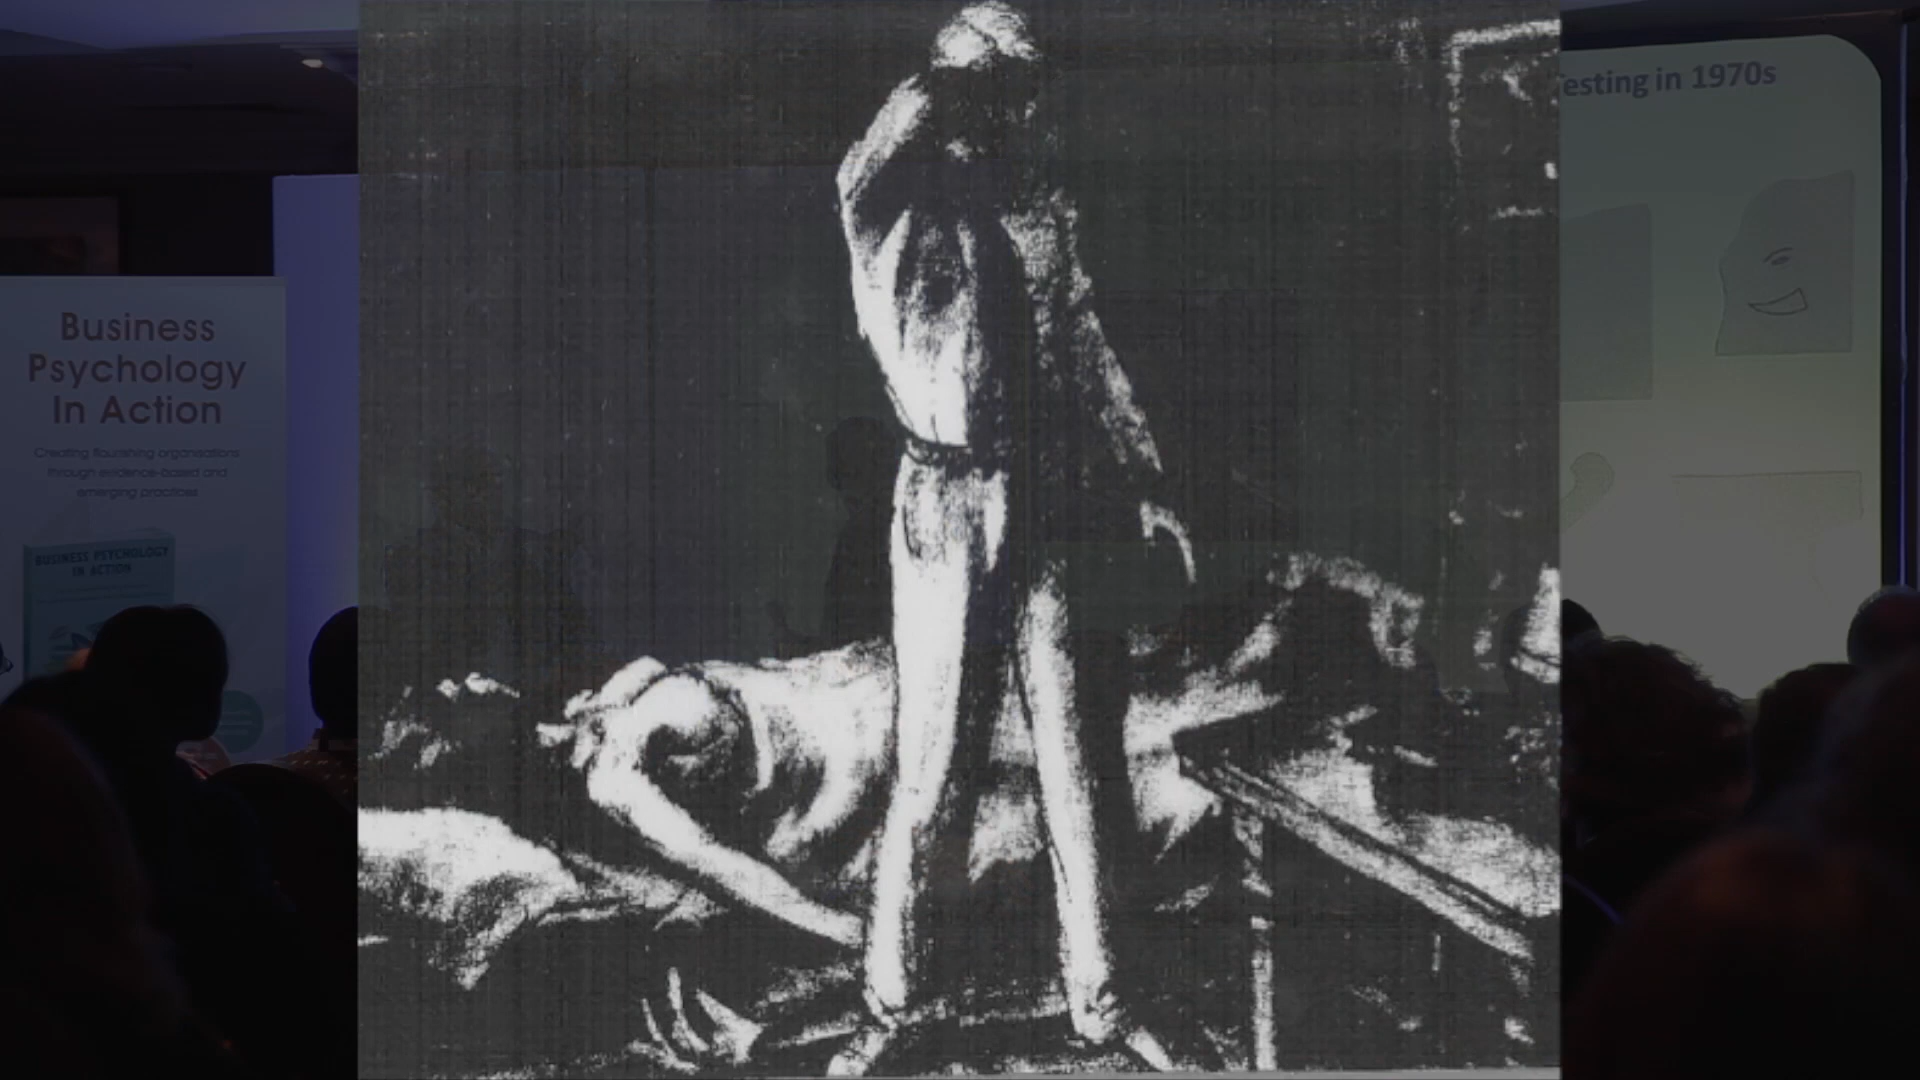 Business
Psychology
In Action
Creating flourishing organisations
through evidence-based and
emerging practices
BUSINESS PSYCHOLOGY
IN ACTION
esting in 1970s